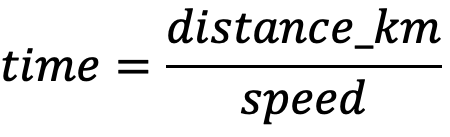 time = distance_km / speed